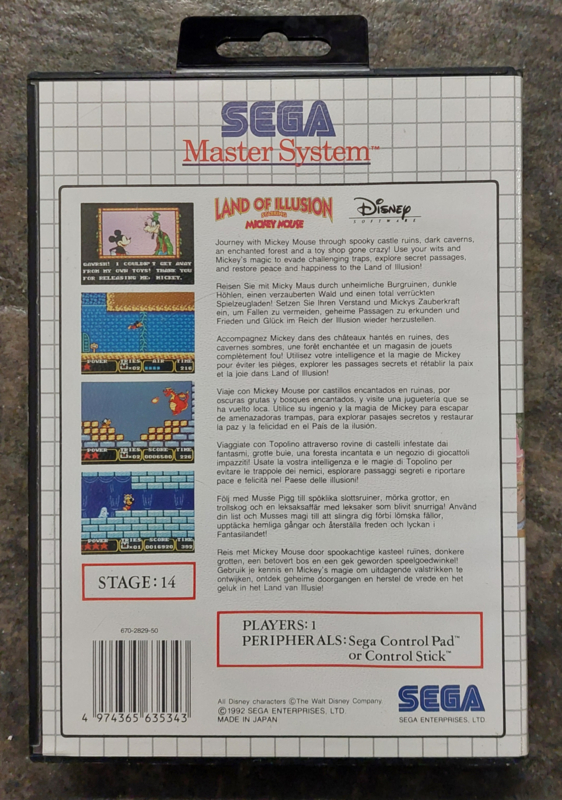 SEGA
Master System™
LAND OF ILLUSION
STARRING
MICKEY MOUSE
Disney
SOFTWARE
GAWRSH! I COULDN'T GET AWAY
FROM MY OWN TOYS! THANK YOU
FOR RELEASING ME, MICKEY.
POWER TRIES SCORE TIME
POWER TRIES SCORE TIME
POWER TRIES SCORE TIME
STAGE:14
Journey with Mickey Mouse through spooky castle ruins, dark caverns,
an enchanted forest and a toy shop gone crazy! Use your wits and
Mickey's magic to evade challenging traps, explore secret passages,
and restore peace and happiness to the Land of Illusion!
Reisen Sie mit Micky Maus durch unheimliche Burgruinen, dunkle
Höhlen, einen verzauberten Wald und einen total verrückten
Spielzeugladen! Setzen Sie Ihren Verstand und Mickys Zauberkraft
ein, um Fallen zu vermeiden, geheime Passagen zu erkunden und
Frieden und Glück im Reich der Illusion wieder herzustellen.
Accompagnez Mickey dans des châteaux hantés en ruines, des
cavernes sombres, une forêt enchantée et un magasin de jouets
complètement fou! Utilisez votre intelligence et la magie de Mickey
pour éviter les pièges, explorer les passages secrets et rétablir la paix
et la joie dans Land of Illusion!
Viaje con Mickey Mouse por castillos encantados en ruinas, por
oscuras grutas y bosques encantados, y visite una juguetería que se
ha vuelto loca. Utilice su ingenio y la magia de Mickey para escapar
de amenazadoras trampas, para explorar pasajes secretos y restaurar
la paz y la felicidad en el País de la ilusión.
Viaggiate con Topolino attraverso rovine di castelli infestate dai
fantasmi, grotte buie, una foresta incantata e un negozio di giocattoli
impazziti! Usate la vostra intelligenza e le magie di Topolino per
evitare le trappole dei nemici, esplorare passaggi segreti e riportare
pace e felicità nel Paese delle illusioni!
Följ med Musse Pigg till spöklika slottsruiner, mörka grottor, en
trollskog och en leksaksaffär med leksaker som blivit snurriga! Använd
din list och Musses magi till att slingra dig förbi lömska fällor,
upptäcka hemliga gångar och återställa freden och lyckan i
Fantasilandet!
Reis met Mickey Mouse door spookachtige kasteel ruïnes, donkere
grotten, een betovert bos en een gek geworden speelgoedwinkel!
Gebruik je kennis en Mickey's magie om uitdagende valstrikken te
ontwijken, ontdek geheime doorgangen en herstel de vrede en het
geluk in het Land van Illusie!
PLAYERS:1
PERIPHERALS:Sega Control Pad™
or Control Stick™
670-2829-50
4 974365 635343
All Disney characters ©The Walt Disney Company
©1992 SEGA ENTERPRISES, LTD.
MADE IN JAPAN
SEGA
SEGA ENTERPRISES, LTD